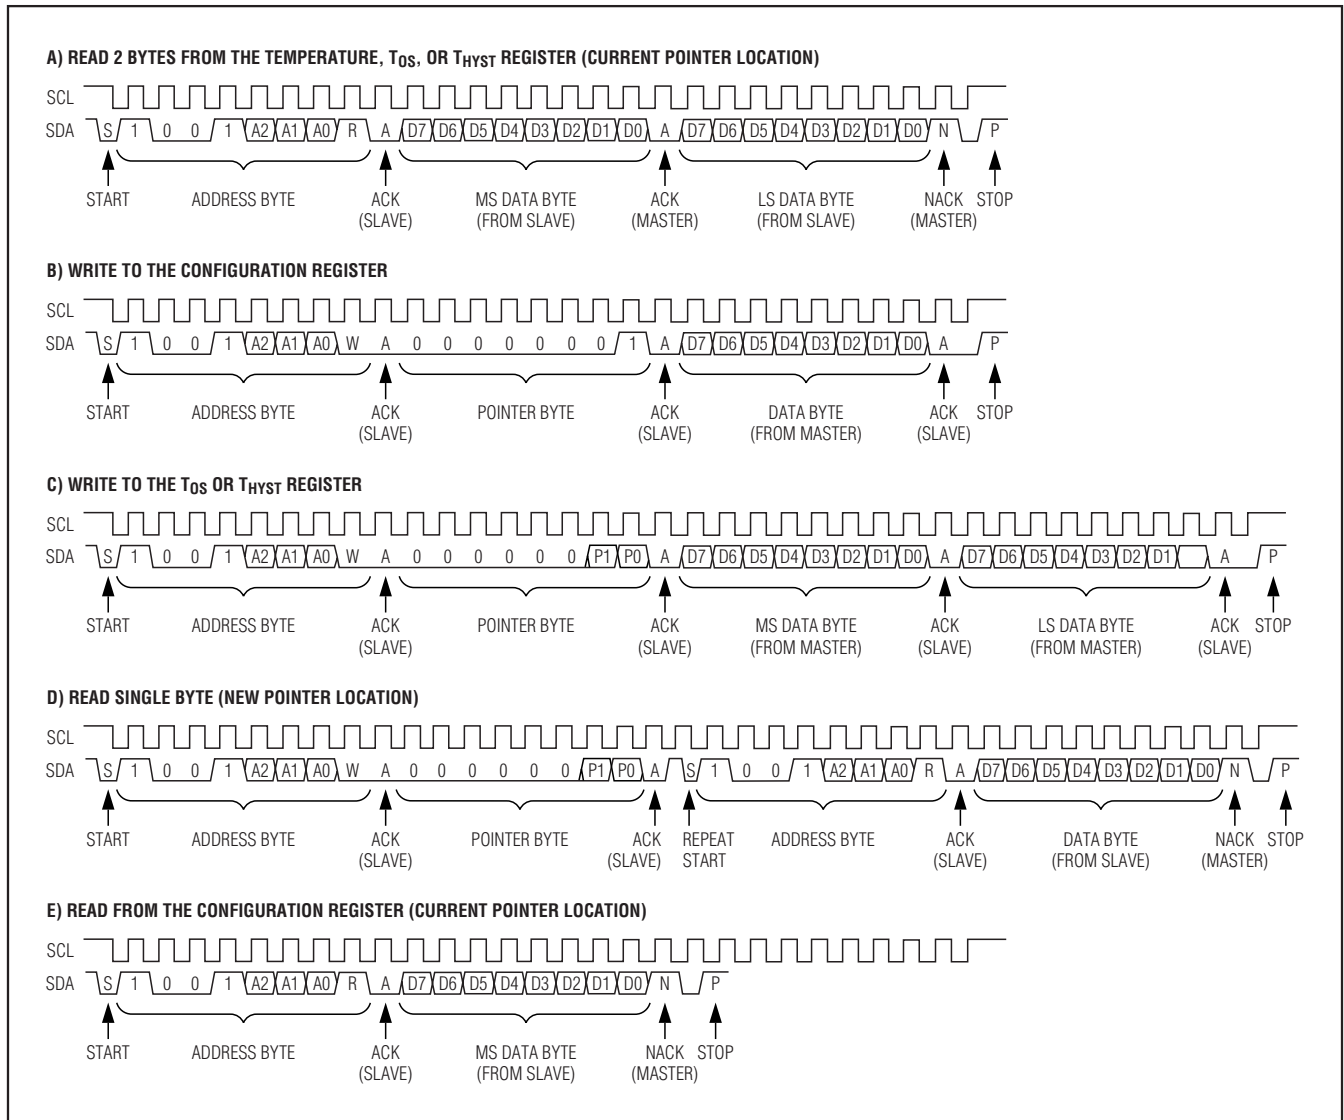 A) READ 2 BYTES FROM THE TEMPERATURE, TOS, OR THYST REGISTER (CURRENT POINTER LOCATION)
SCL
SDA S 1 0 0 1 A2 A1 A0 R A D7 D6 D5 D4 D3 D2 D1 D0 A D7 D6 D5 D4 D3 D2 D1 D0 N P
START ADDRESS BYTE ACK MS DATA BYTE ACK LS DATA BYTE NACK STOP
(SLAVE) (FROM SLAVE) (MASTER) (FROM SLAVE) (MASTER)
B) WRITE TO THE CONFIGURATION REGISTER
SCL
SDA S 1 0 0 1 A2 A1 A0 W A 0 0 0 0 0 0 0 1 A D7 D6 D5 D4 D3 D2 D1 D0 A P
START ADDRESS BYTE ACK POINTER BYTE ACK DATA BYTE ACK STOP
(SLAVE) (SLAVE) (FROM MASTER) (SLAVE)
C) WRITE TO THE TOS OR THYST REGISTER
SCL
SDA S 1 0 0 1 A2 A1 A0 W A 0 0 0 0 0 0 P1 P0 A D7 D6 D5 D4 D3 D2 D1 D0 A D7 D6 D5 D4 D3 D2 D1 A P
START ADDRESS BYTE ACK POINTER BYTE ACK MS DATA BYTE ACK LS DATA BYTE ACK STOP
(SLAVE) (SLAVE) (FROM MASTER) (SLAVE) (FROM MASTER) (SLAVE)
D) READ SINGLE BYTE (NEW POINTER LOCATION)
SCL
SDA S 1 0 0 1 A2 A1 A0 W A 0 0 0 0 0 0 P1 P0 A S 1 0 0 1 A2 A1 A0 R A D7 D6 D5 D4 D3 D2 D1 D0 N P
START ADDRESS BYTE ACK POINTER BYTE ACK REPEAT ADDRESS BYTE ACK DATA BYTE NACK STOP
(SLAVE) (SLAVE) START (SLAVE) (FROM SLAVE) (MASTER)
E) READ FROM THE CONFIGURATION REGISTER (CURRENT POINTER LOCATION)
SCL
SDA S 1 0 0 1 A2 A1 A0 R A D7 D6 D5 D4 D3 D2 D1 D0 N P
START ADDRESS BYTE ACK MS DATA BYTE NACK STOP
(SLAVE) (FROM SLAVE) (MASTER)